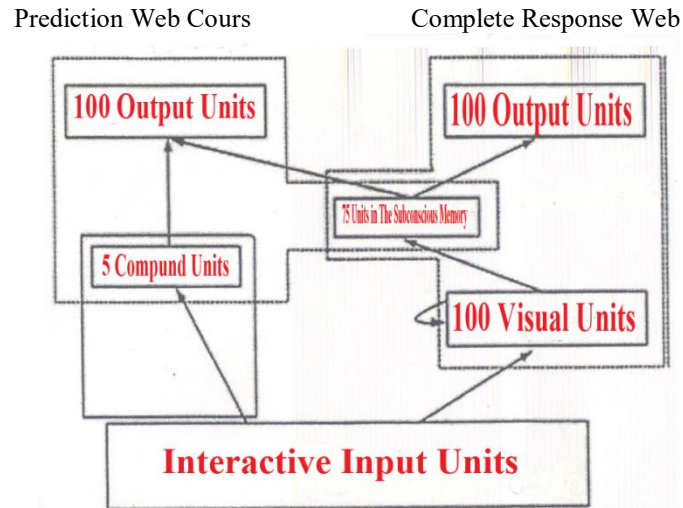 Prediction Web Cours
Complete Response Web
100 Output Units
100 Output Units
75 Units in The Subconscious Memory
5 Compund Units
100 Visual Units
Interactive Input Units